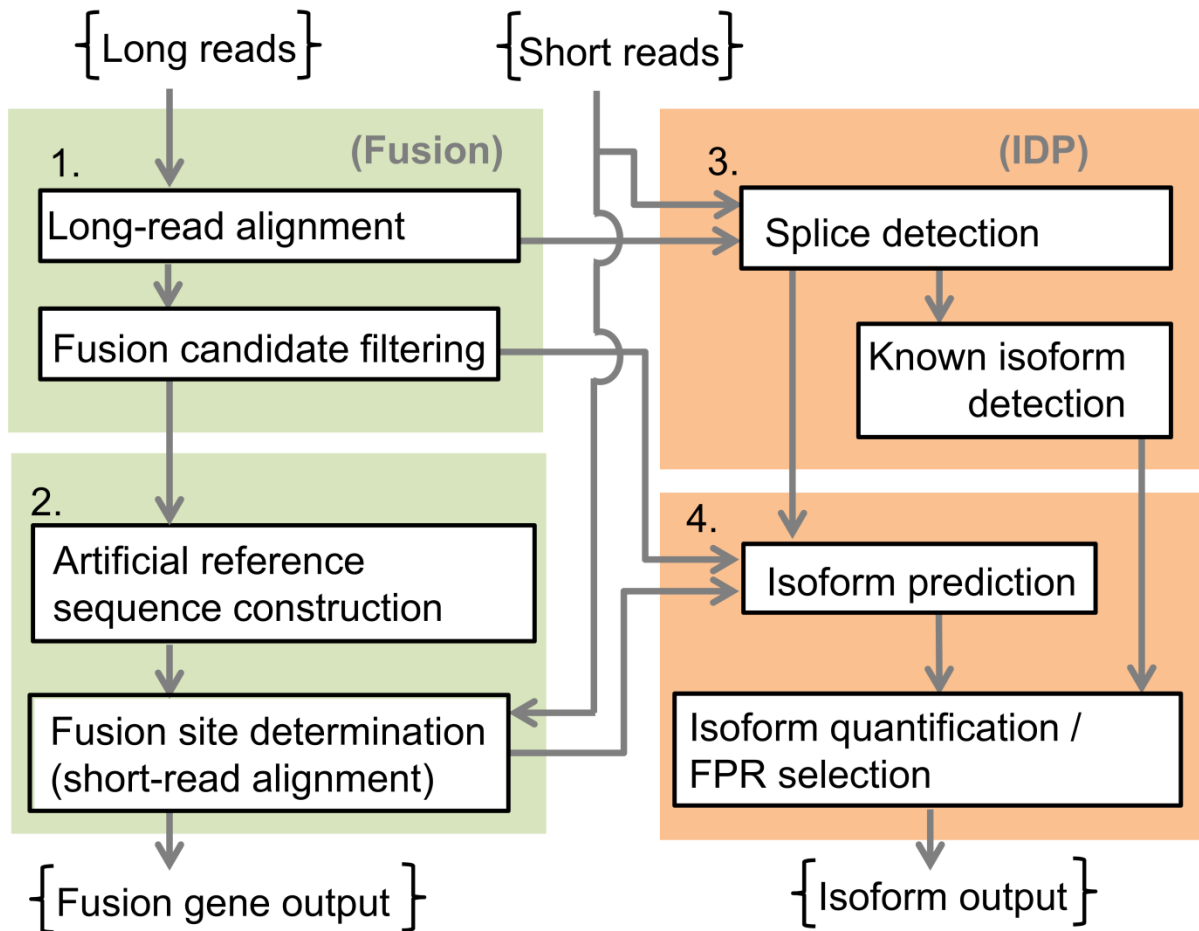 {Long reads}
{Short reads}
(Fusion)
1.
Long-read alignment
Fusion candidate filtering
2.
Artificial reference
sequence construction
Fusion site determination
(short-read alignment)
{Fusion gene output}
(IDP)
3.
Splice detection
Known isoform
detection
4.
Isoform prediction
Isoform quantification /
FPR selection
{Isoform output}